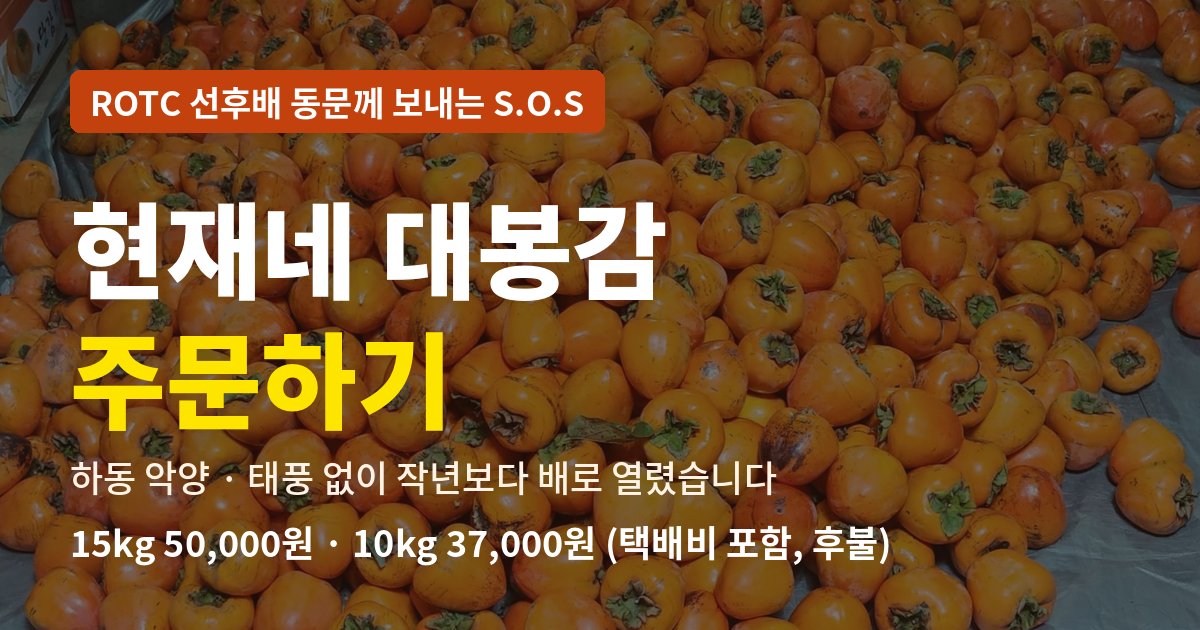 ROTC 선후배 동문께 보내는 S.O.S
현재네 대봉감
주문하기
하동 악양 · 태풍 없이 작년보다 배로 열렸습니다
15kg 50,000원 · 10kg 37,000원 (택배비 포함, 후불)